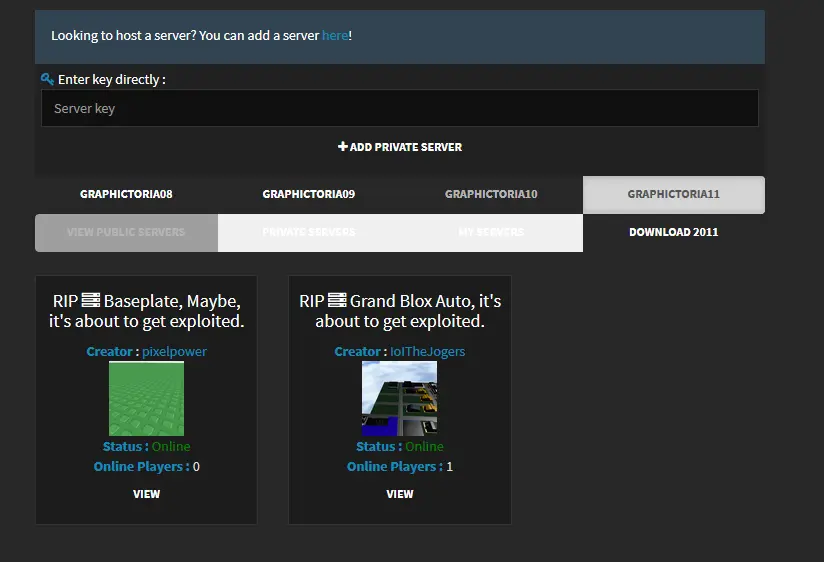 Looking to host a server? You can add a server here!
Enter key directly :
Server key
ADD PRIVATE SERVER
GRAPHICTORIA08 GRAPHICTORIA09 GRAPHICTORIA10 GRAPHICTORIA11
VIEW PUBLIC SERVERS PRIVATE SERVERS MY SERVERS DOWNLOAD 2011
RIP Baseplate, Maybe,
it's about to get exploited.
Creator : pixelpower
Status : Online
Online Players : 0
VIEW
RIP Grand Blox Auto, it's
about to get exploited.
Creator : IoITheJogers
Status : Online
Online Players : 1
VIEW